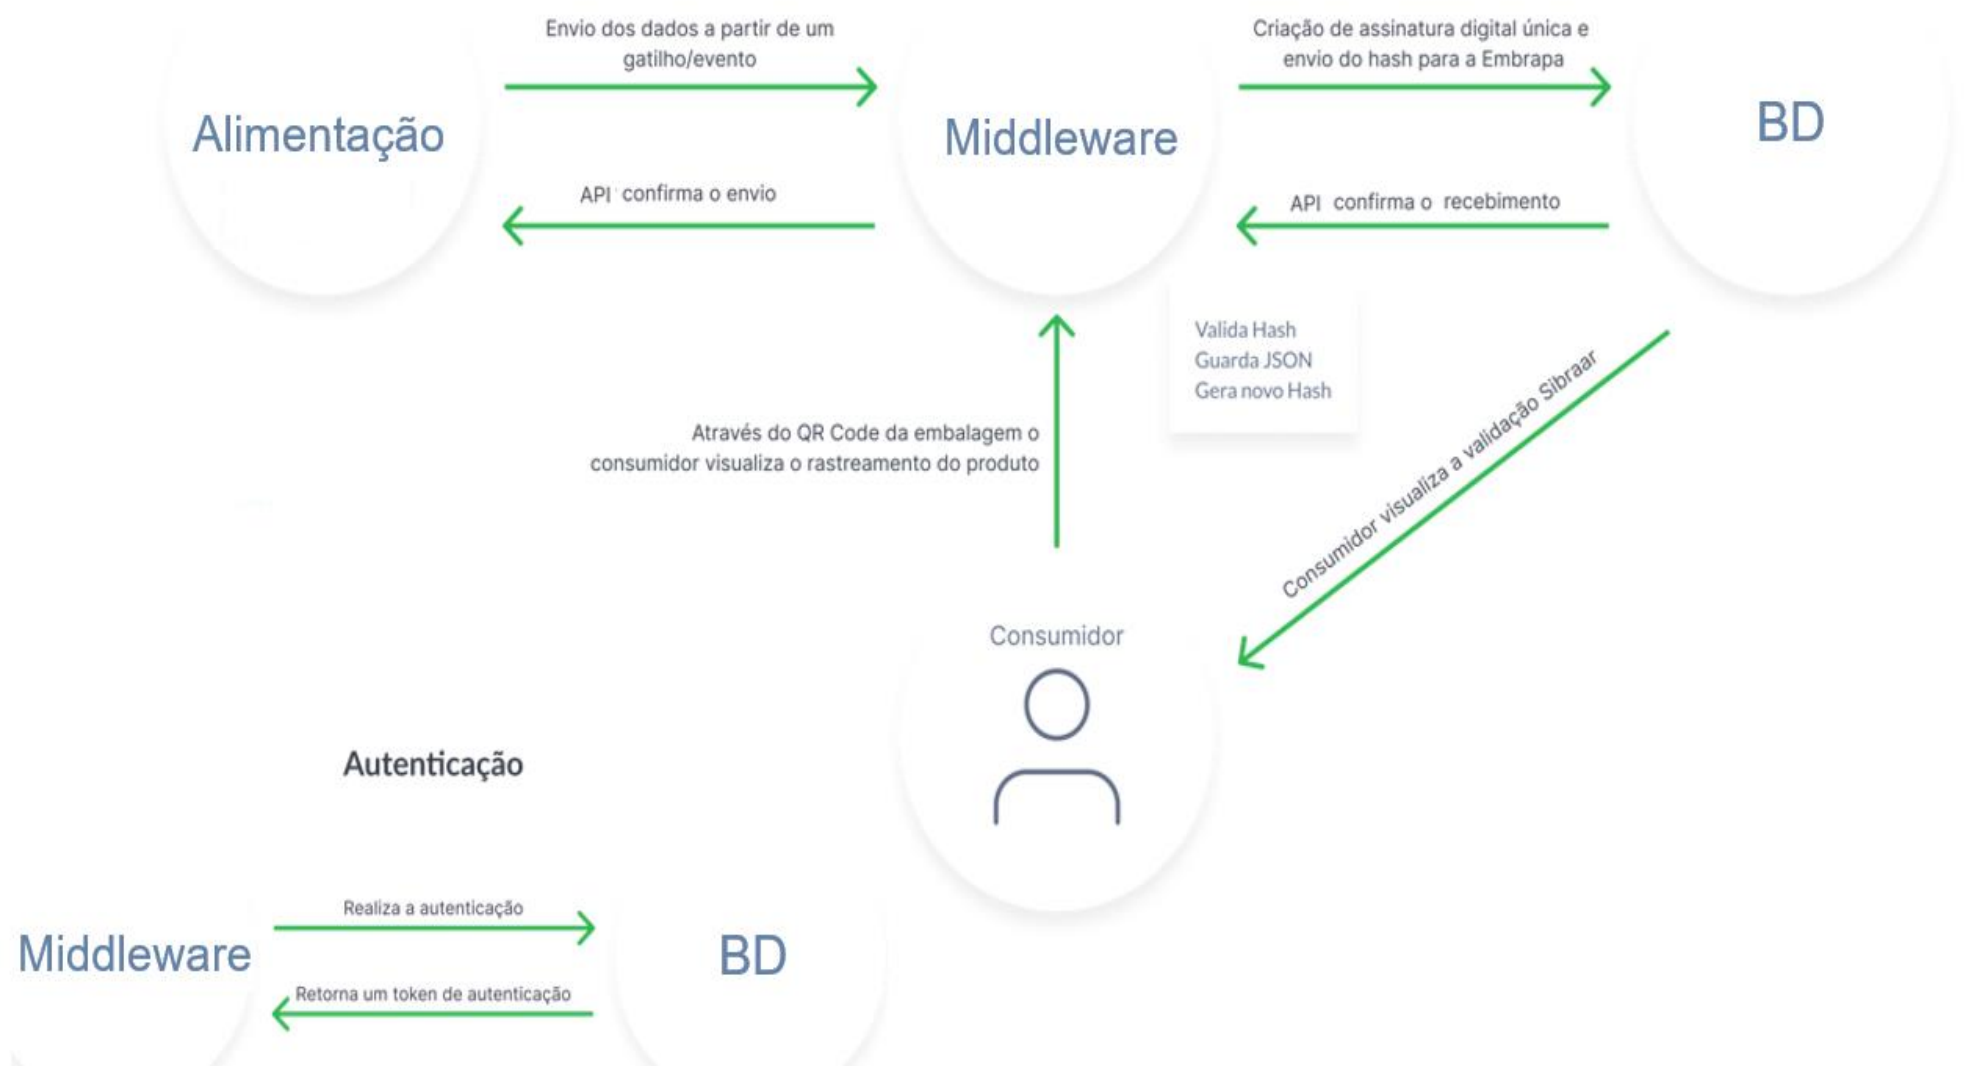 Envio dos dados a partir de um
gatilho/evento
Criação de assinatura digital única e
envio do hash para a Embrapa
Alimentação
Middleware
BD
API confirma o envio
API confirma o recebimento
Valida Hash
Guarda JSON
Gera novo Hash
Através do QR Code da embalagem o
consumidor visualiza o rastreamento do produto
Consumidor visualiza a validação Sibraar
Consumidor
Autenticação
Realiza a autenticação
Middleware
BD
Retorna um token de autenticação